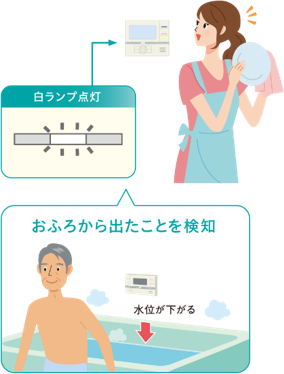 白ランプ点灯
おふろから出たことを検知
水位が下がる